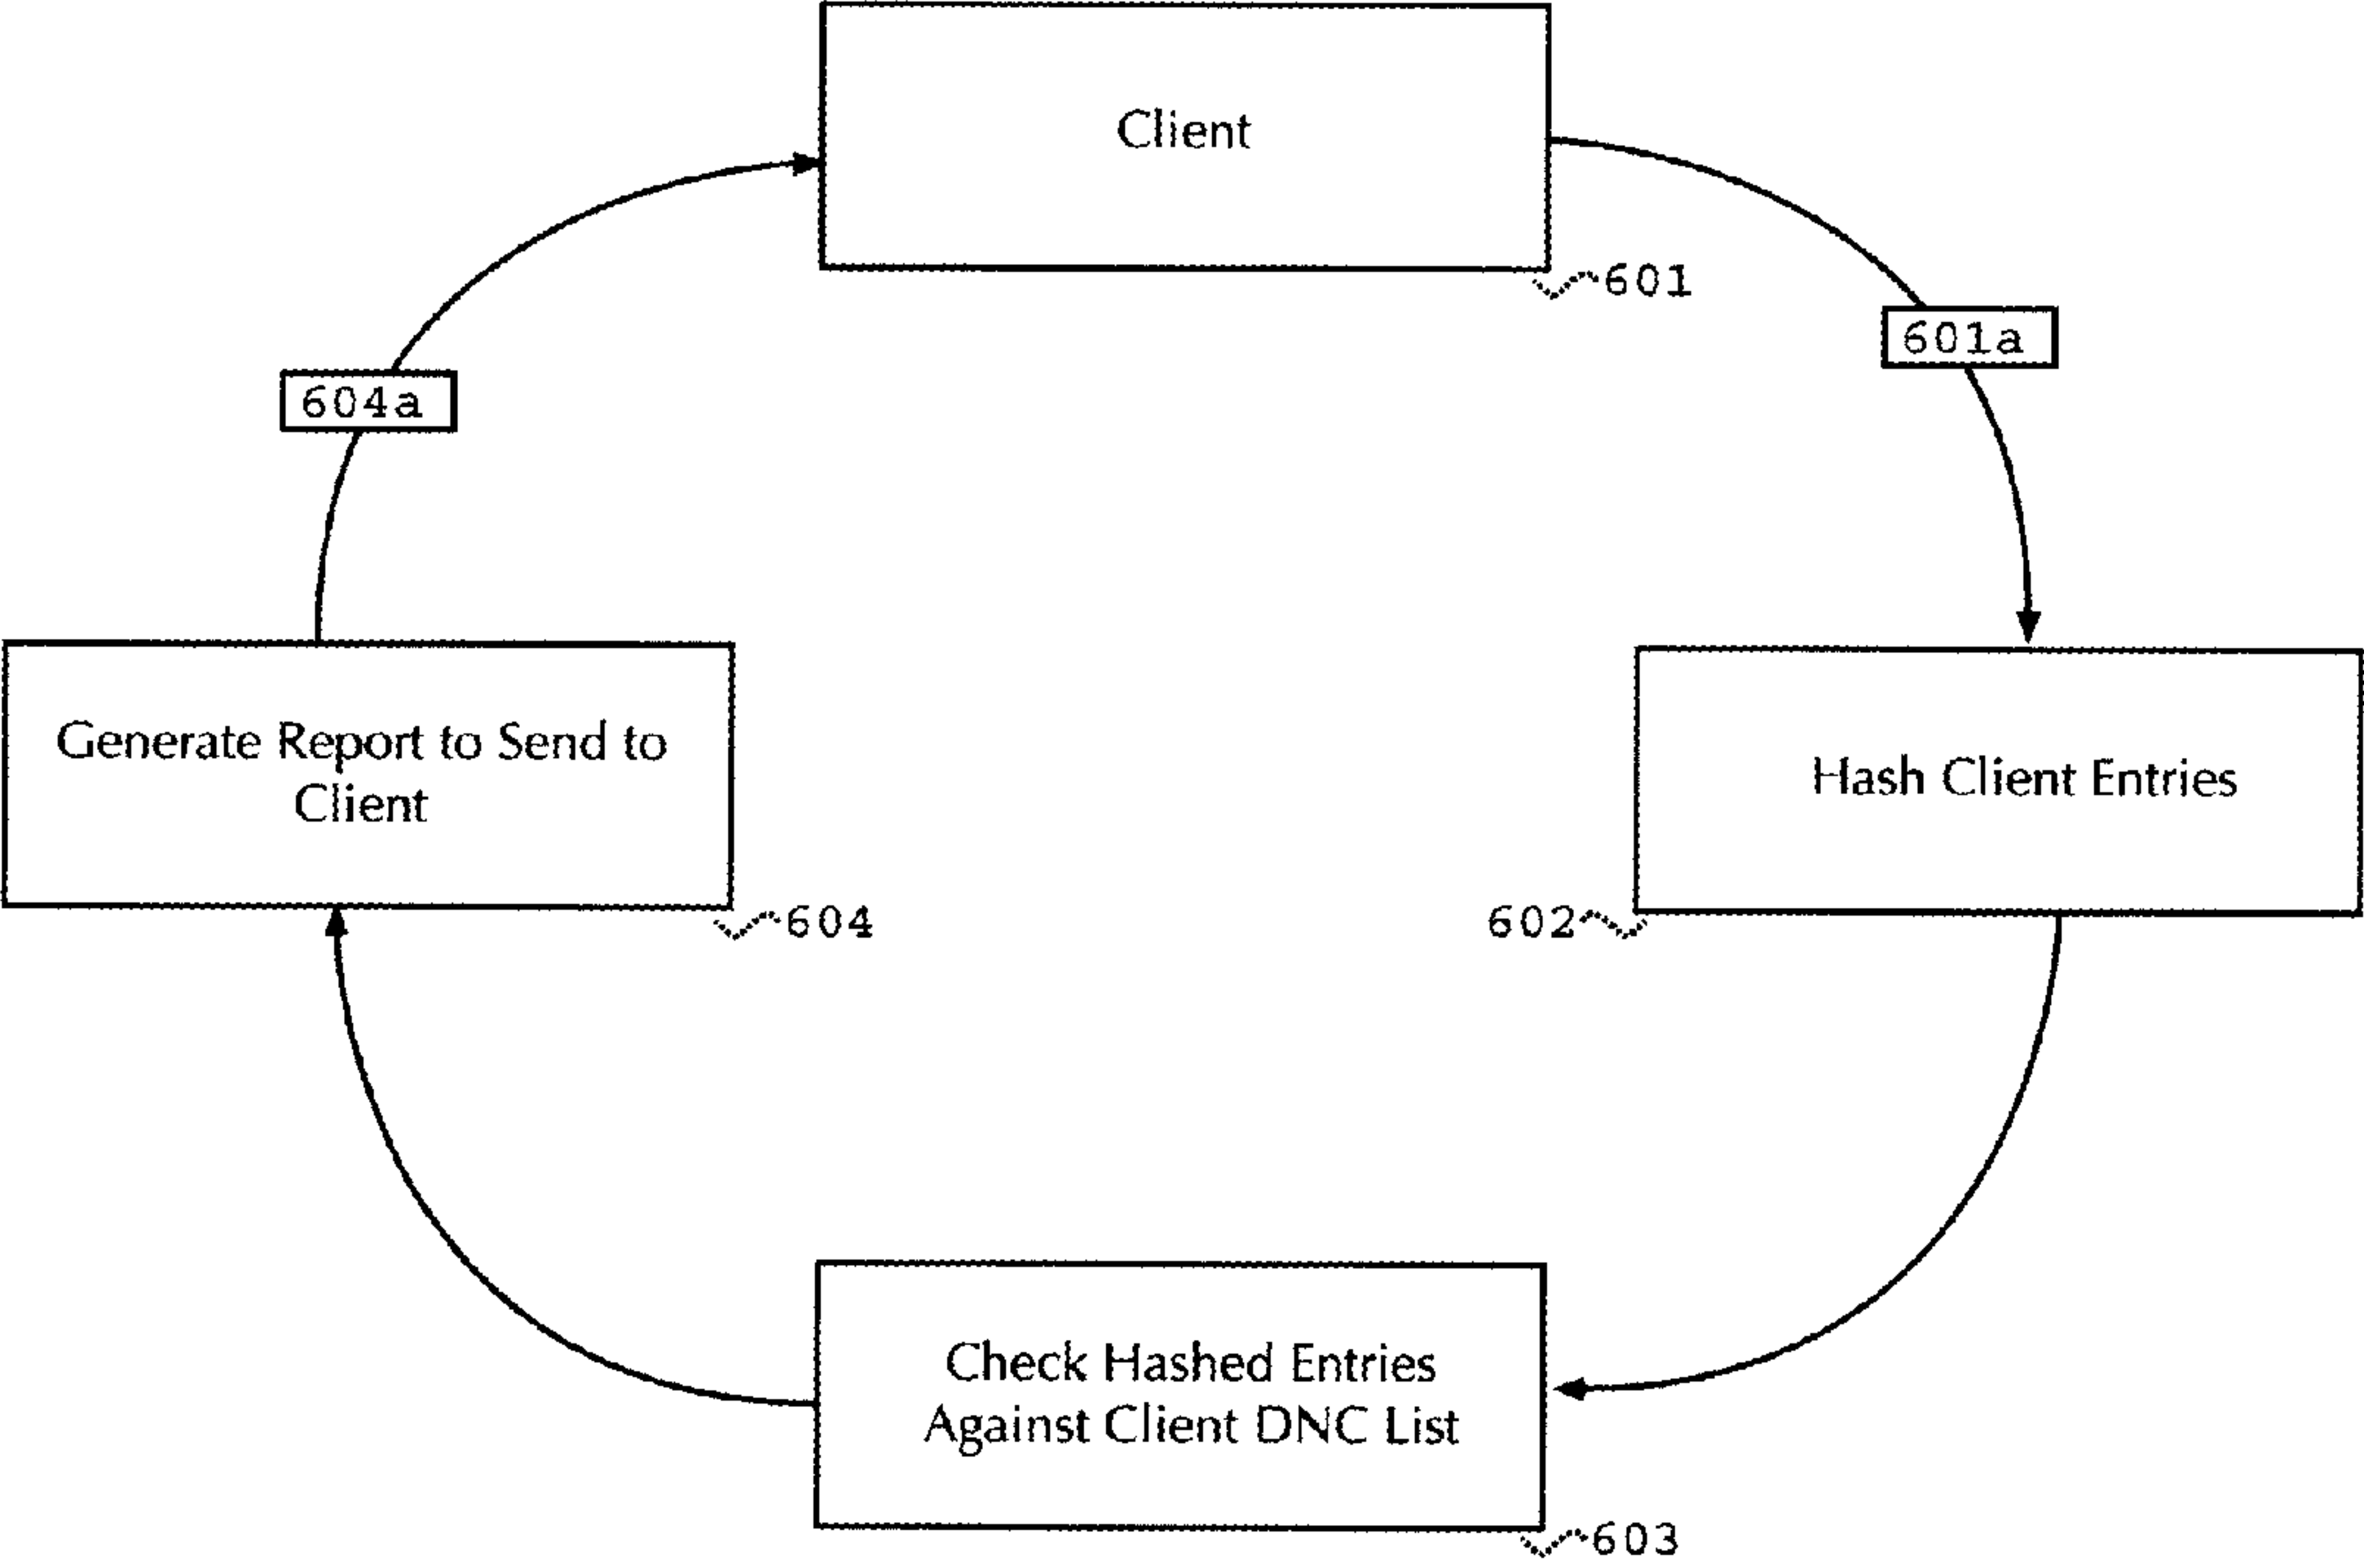 Client
601
601a
604a
Generate Report to Send to
Client
604
Hash Client Entries
602
Check Hashed Entries
Against Client DNC List
603